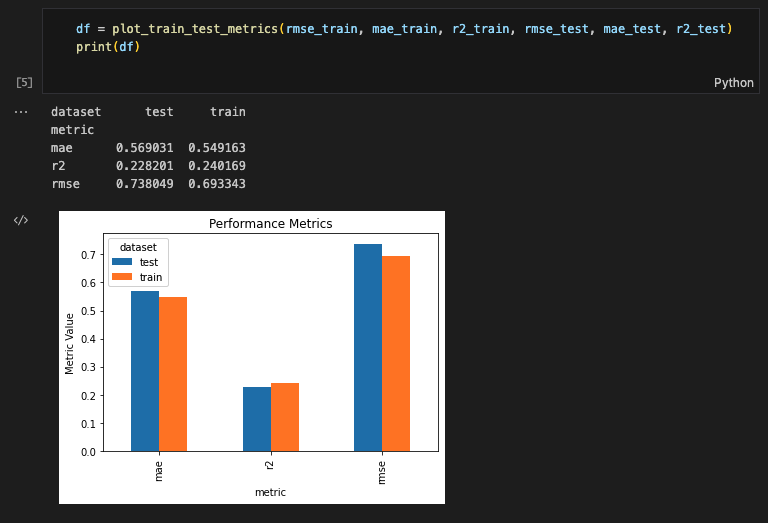 df = plot_train_test_metrics(rmse_train, mae_train, r2_train, rmse_test, mae_test, r2_test)
print(df)
[5]
Python
... dataset test train
metric
mae 0.569031 0.549163
r2 0.228201 0.240169
rmse 0.738049 0.693343
</>
Performance Metrics
dataset
test
train
Metric Value
0.7
0.6
0.5
0.4
0.3
0.2
0.1
0.0
mae
r2
rmse
metric